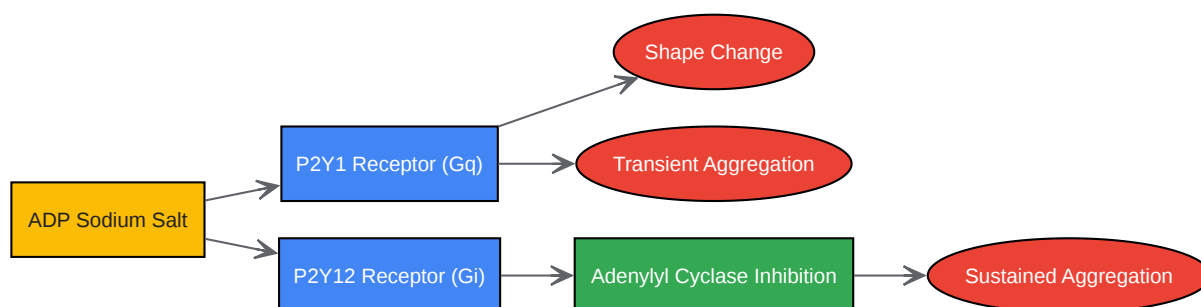 Shape Change
P2Y1 Receptor (Gq)
Transient Aggregation
ADP Sodium Salt
P2Y12 Receptor (Gi)
Adenylyl Cyclase Inhibition
Sustained Aggregation